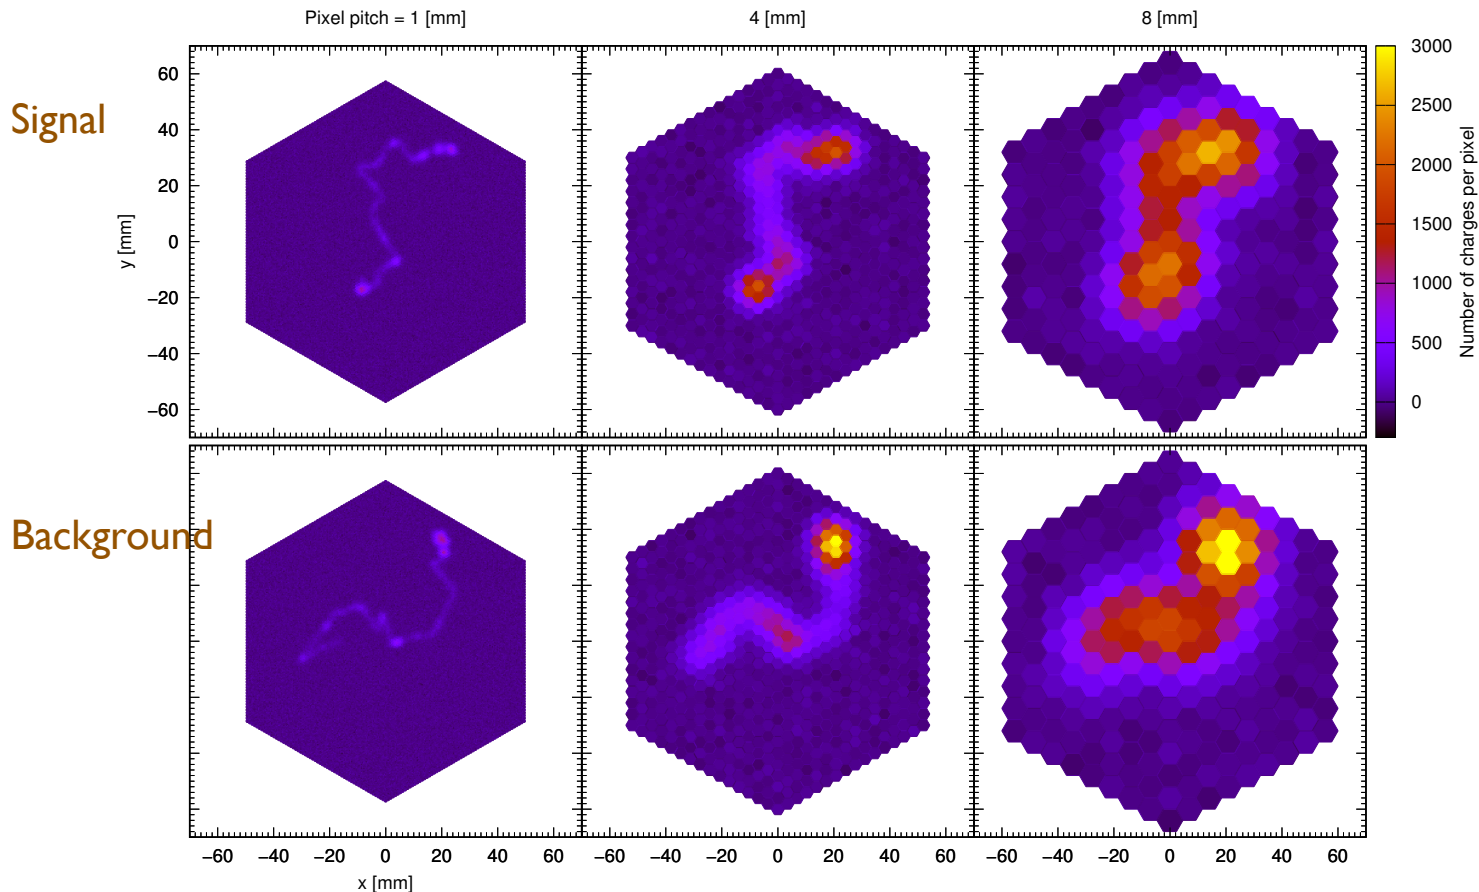 Pixel pitch = 1 [mm]
4 [mm]
8 [mm]
Signal
Background
y [mm]
60
40
20
0
−20
−40
−60
3000
2500
2000
1500
1000
500
0
Number of charges per pixel
−60 −40 −20 0 20 40 60
−60 −40 −20 0 20 40 60
−60 −40 −20 0 20 40 60
x [mm]